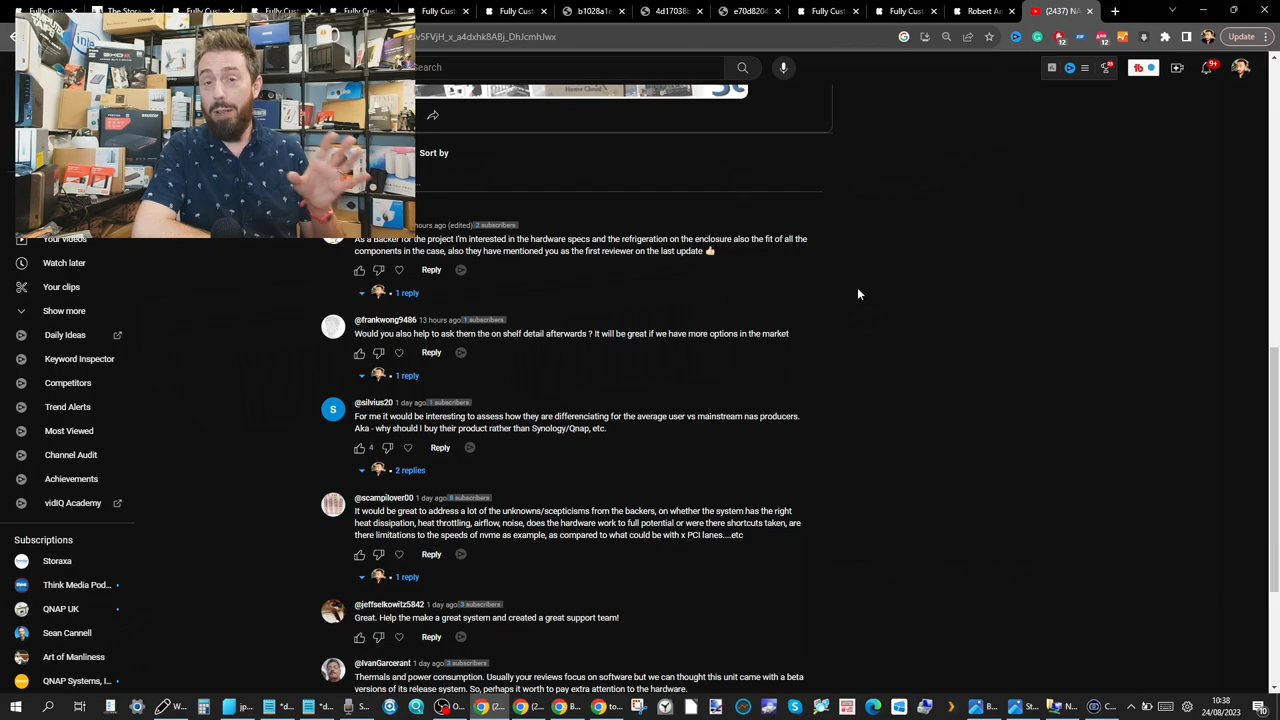 Fully Cust
Fully Cust
The Storax
Fully Cust
Fully Cust
Fully Cust
b1028a1e
4d17038b
e70d8204
Fully Cust
Fully Cust
Robert An
(2437) NA
v5FVjH_x_a4dxhk8ABj_DhJcmhJwx
Update
Search
9+
12
12
Home Cloud
intel
Sort by
hours ago (edited) 2 subscribers
Your videos
As a Backer for the project I'm interested in the hardware specs and the refrigeration on the enclosure also the fit of all the
components in the case, also they have mentioned you as the first reviewer on the last update 👍🏻
Watch later
Reply
Your clips
1 reply
Show more
@frankwong9486 13 hours ago 1 subscribers
Daily Ideas
Would you also help to ask them the on shelf detail afterwards ? It will be great if we have more options in the market
Keyword Inspector
Reply
Competitors
1 reply
Trend Alerts
S
@silvius20 1 day ago 1 subscribers
Most Viewed
For me it would be interesting to assess how they are differenciating for the average user vs mainstream nas producers.
Aka - why should I buy their product rather than Synology/Qnap, etc.
Channel Audit
4
Reply
Achievements
2 replies
vidIQ Academy
@scampilover00 1 day ago 8 subscribers
It would be great to address a lot of the unknowns/scepticisms from the backers, on whether the system has the right
heat dissipation, heat throttling, airflow, noise, does the hardware work to full potential or were there shortcuts taken, are
there limitations to the speeds of nvme as example, as compared to what could be with x PCI lanes....etc
Subscriptions
Reply
Storaxa
1 reply
Think Media Pod...
@jeffselkowitz5842 1 day ago 3 subscribers
QNAP UK
Great. Help the make a great system and created a great support team!
Sean Cannell
Reply
Art of Manliness
@IvanGarcerant 1 day ago 3 subscribers
QNAP Systems, I...
Thermals and power consumption. Usually your reviews focus on software but we can thought this unit came with a beta
versions of its release system. So, perhaps it worth to pay extra attention to the hardware.
10:38
24/08/2023